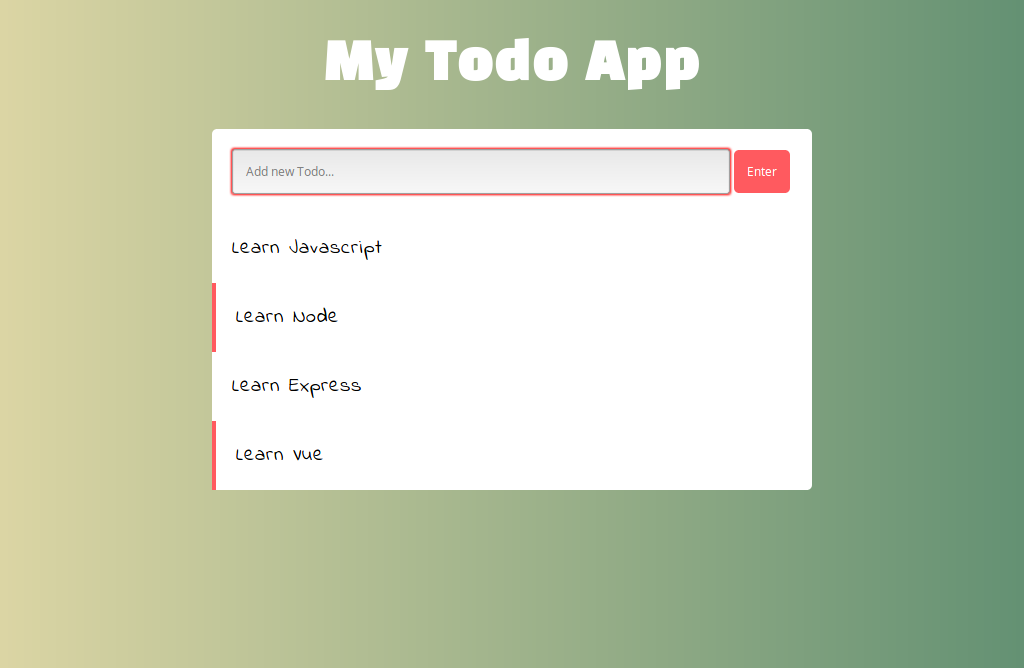 My Todo App
Add new Todo...
Enter
Learn Javascript
Learn Node
Learn Express
Learn Vue